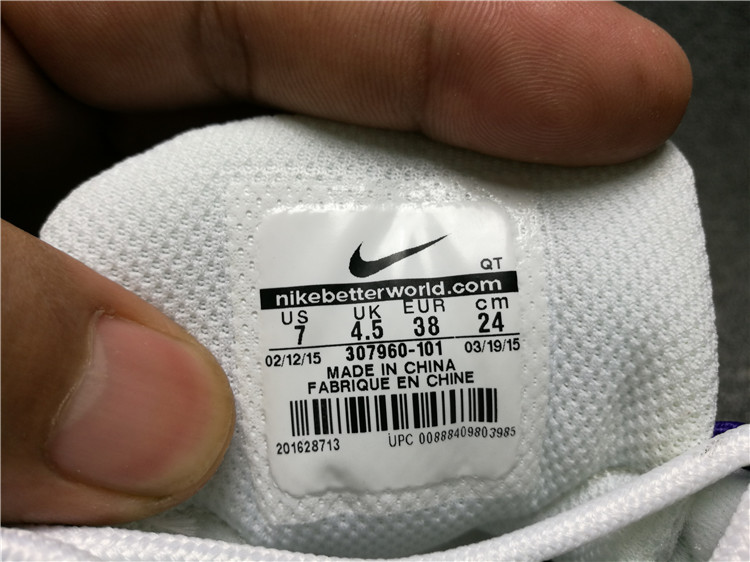 QT
nikebetterworld.com
US UK EUR cm
7 4.5 38 24
02/12/15 307960-101 03/19/15
MADE IN CHINA
FABRIQUE EN CHINE
201628713 UPC 00888409803985